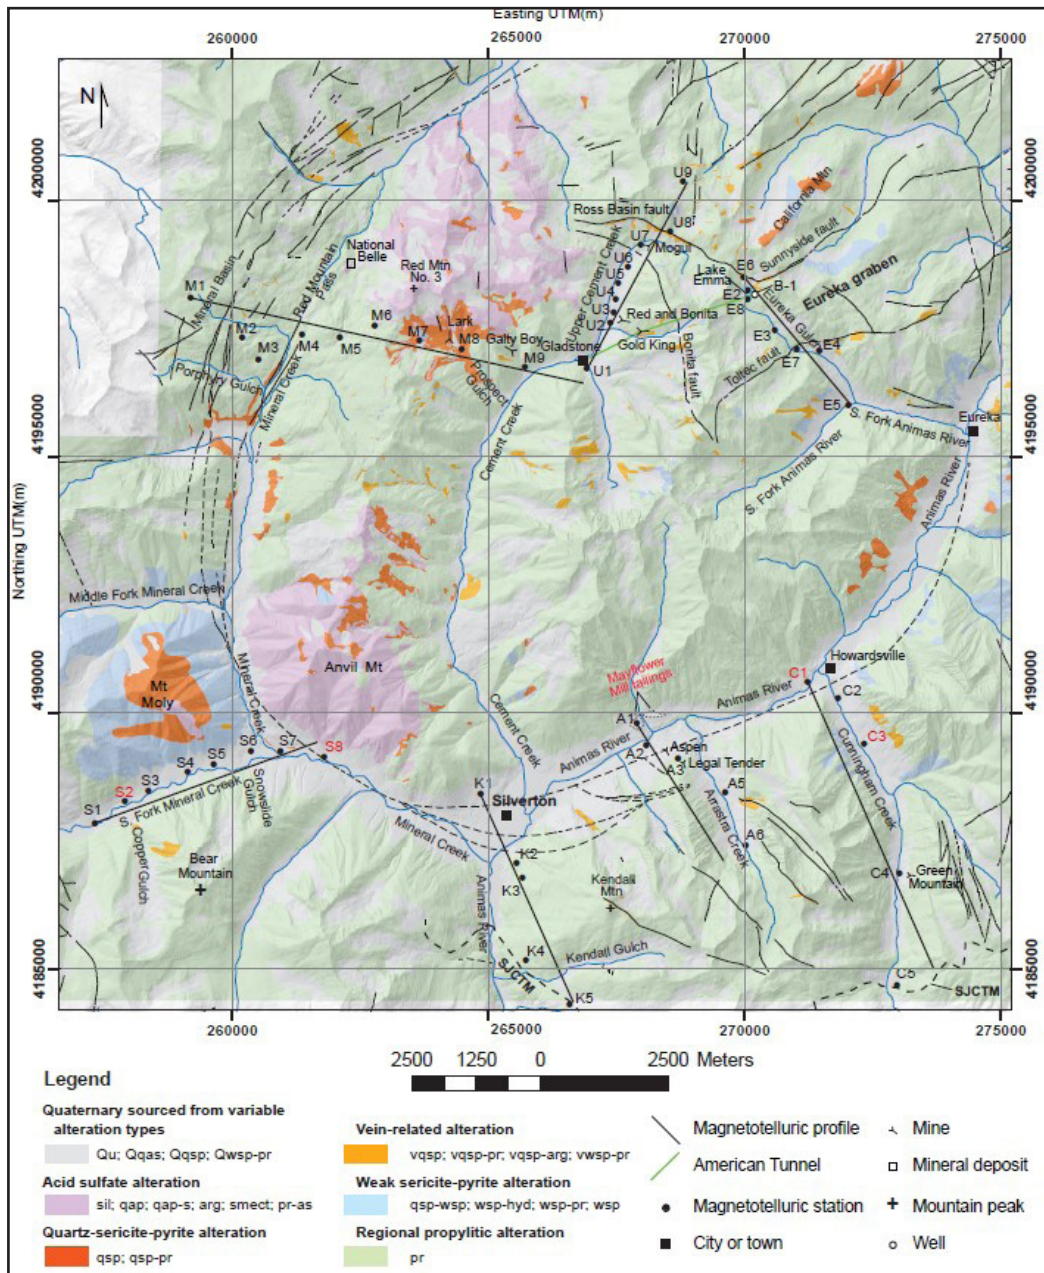 Easting UTM(m)
260000
265000
270000
275000
N
4200000
4200000
U9
California Mtn
Ross Basin fault
U8
U7
Mogul
National
Belle
Red Mountain
Pass
Upper Cement Creek
U6
Sunnyside fault
Mineral Basin
Red Mtn
No. 3
Lake
Emma
E6
Eureka graben
U5
B-1
M1
U4
E2
E8
Eureka Gulch
M6
Lark
U2
Red and Bonita
M2
M4
M5
M7
M8
Galty Boy
Gladstone
Gold King
E3
M3
M9
Bonita fault
E4
Toltec fault
E7
Porphyry Gulch
Prospect
Gulch
U1
Mineral Creek
Cement Creek
E5
S. Fork Animas River
Eureka
4195000
4195000
S. Fork Animas River
Animas River
Northing UTM(m)
Middle Fork Mineral Creek
Howardsville
Mt
Moly
Anvil Mt
Mayflower
Mill tailings
C1
4190000
4190000
Mineral Creek
Animas River
C2
Cement Creek
A1
S6
S7
S8
Animas River
A2
Aspen
C3
S5
S4
A3
Legal Tender
S3
S2
Snowslide
Gulch
K1
A5
Cunningham Creek
S1
S. Fork Mineral Creek
Silverton
Arrastra Creek
Copper Gulch
Mineral Creek
A6
Bear
Mountain
K2
K3
Kendall
Mtn
C4
Green
Mountain
Animas River
K4
Kendall Gulch
4185000
4185000
SJCTM
C5
SJCTM
K5
260000
265000
270000
275000
2500 1250 0 2500 Meters
Legend
Quaternary sourced from variable
alteration types
Qu; Qqas; Qqsp; Qwsp-pr
Acid sulfate alteration
sil; qap; qap-s; arg; smect; pr-as
Quartz-sericite-pyrite alteration
qsp; qsp-pr
Vein-related alteration
vqsp; vqsp-pr; vqsp-arg; vwsp-pr
Weak sericite-pyrite alteration
qsp-wsp; wsp-hyd; wsp-pr; wsp
Regional propylitic alteration
pr
Magnetotelluric profile
American Tunnel
Magnetotelluric station
City or town
Mine
Mineral deposit
Mountain peak
Well